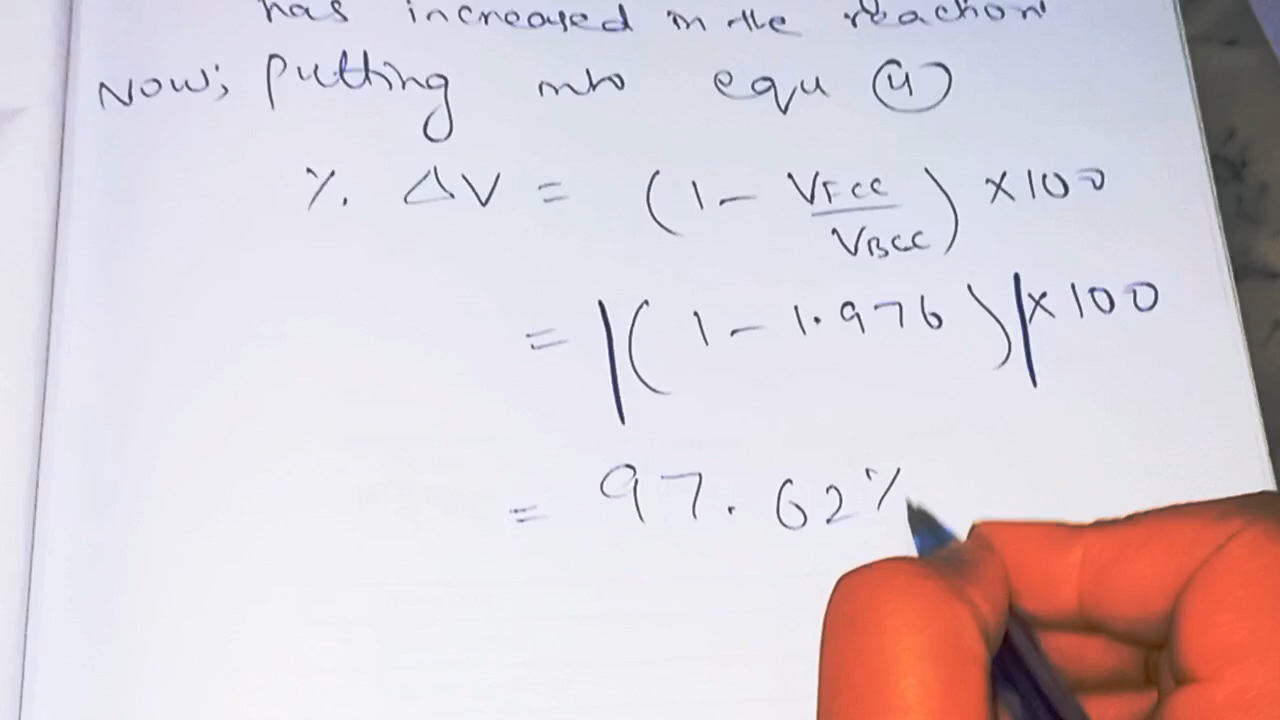 has increased in the reaction
Now; putting into equ (4)
%. ΔV = (1 - VFCC/VBCC) × 100
= |(1 - 1.976)| × 100
= 97.62%